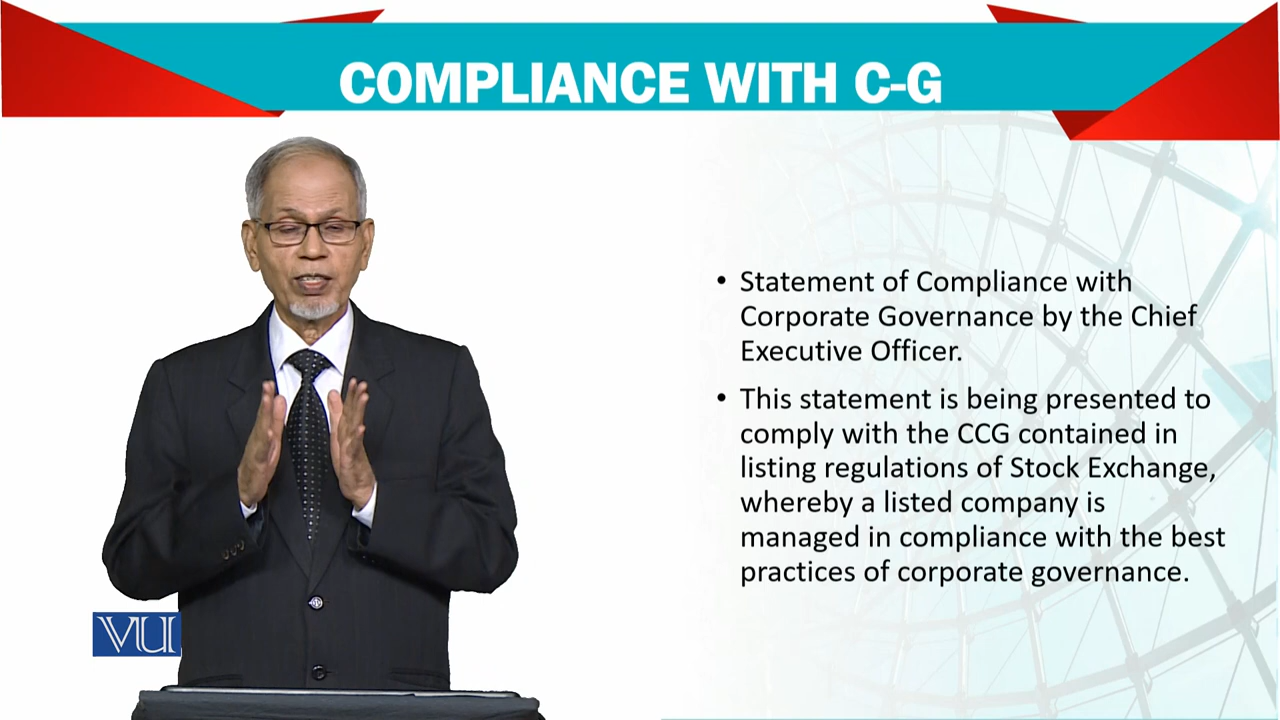 COMPLIANCE WITH C-G
• Statement of Compliance with
Corporate Governance by the Chief
Executive Officer.
• This statement is being presented to
comply with the CCG contained in
listing regulations of Stock Exchange,
whereby a listed company is
managed in compliance with the best
practices of corporate governance.
VU